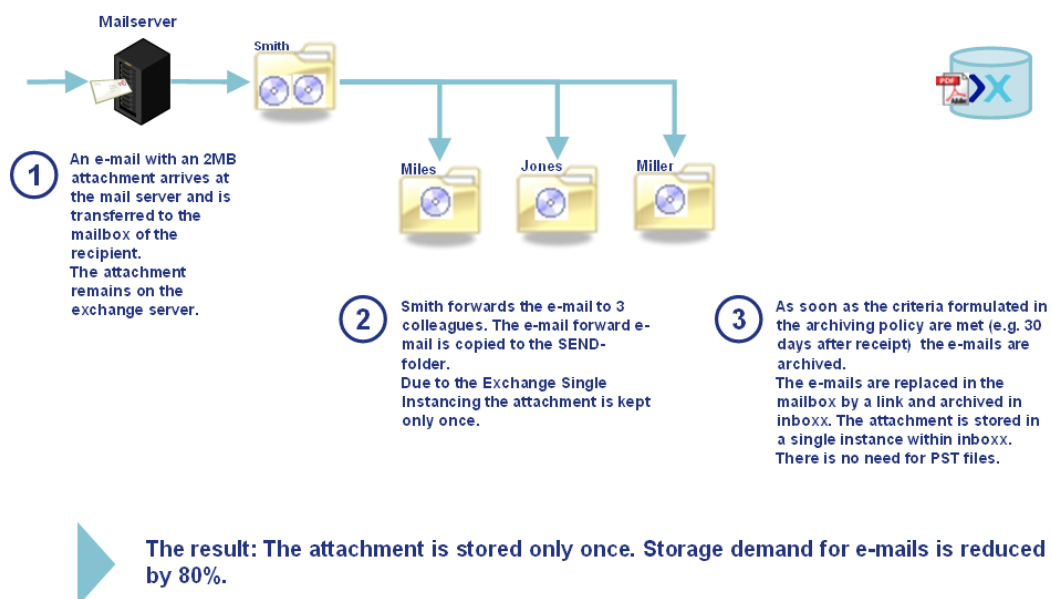 Mailserver
Smith
Miles
Jones
Miller
PDF
Adobe
X
1
An e-mail with an 2MB
attachment arrives at
the mail server and is
transferred to the
mailbox of the
recipient.
The attachment
remains on the
exchange server.
2
Smith forwards the e-mail to 3
colleagues. The e-mail forward e-
mail is copied to the SEND-
folder.
Due to the Exchange Single
Instancing the attachment is kept
only once.
3
As soon as the criteria formulated in
the archiving policy are met (e.g. 30
days after receipt) the e-mails are
archived.
The e-mails are replaced in the
mailbox by a link and archived in
inboxx. The attachment is stored in
a single instance within inboxx.
There is no need for PST files.
The result: The attachment is stored only once. Storage demand for e-mails is reduced
by 80%.